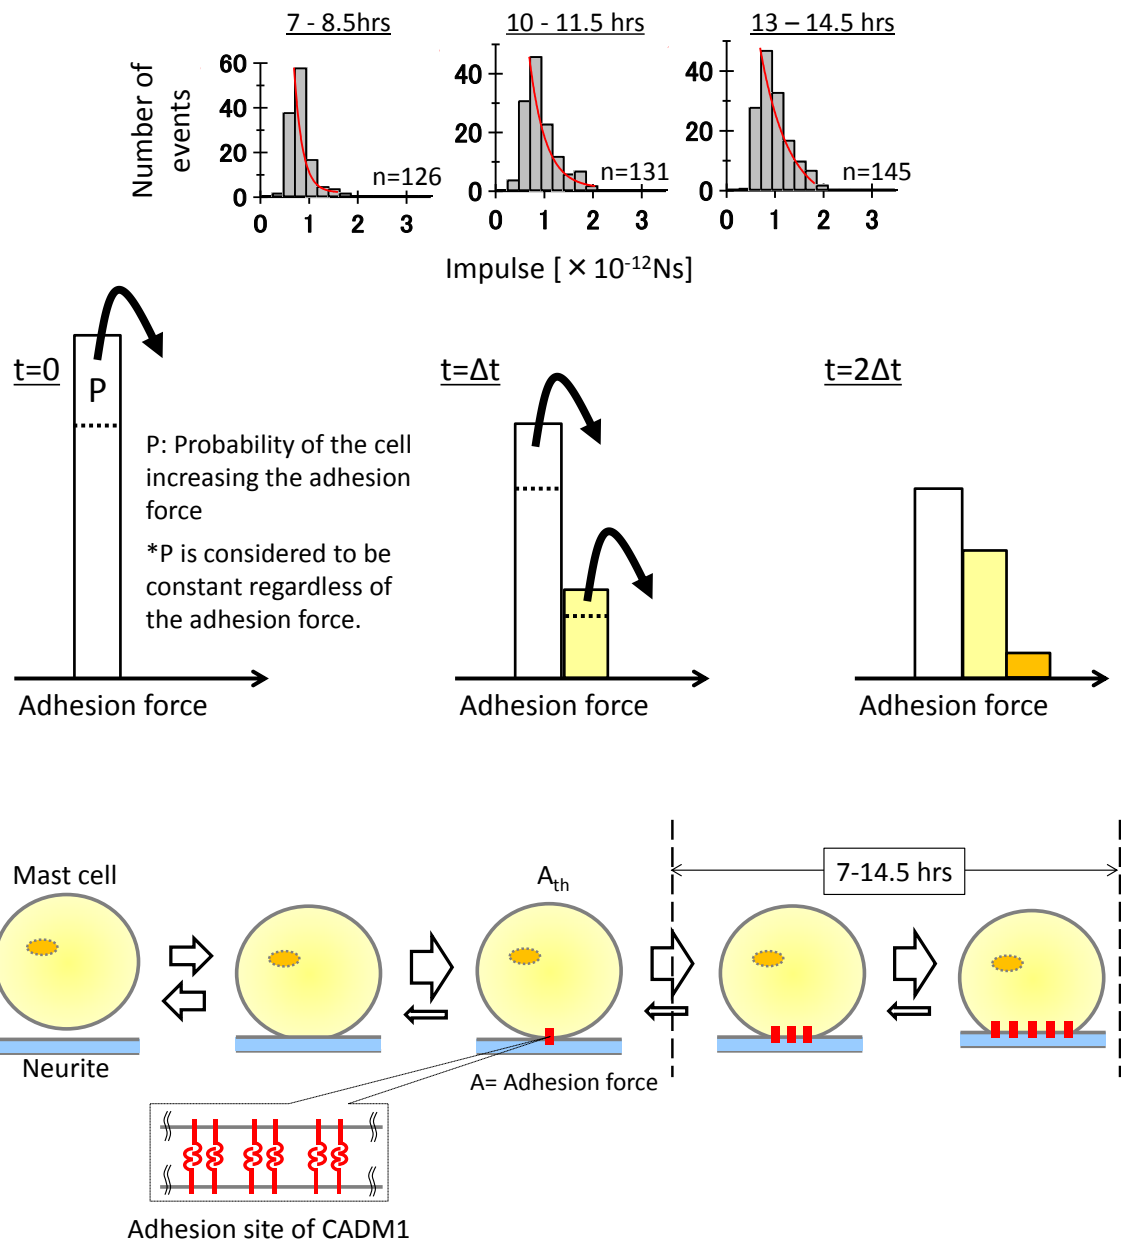 7 - 8.5hrs
10 - 11.5 hrs
13 – 14.5 hrs
Number of
events
60
40
20
0
n=126
0 1 2 3
40
20
0
n=131
0 1 2 3
40
20
0
n=145
0 1 2 3
Impulse [ × 10-12Ns]
t=0
P
P: Probability of the cell
increasing the adhesion
force
*P is considered to be
constant regardless of
the adhesion force.
Adhesion force
t=Δt
Adhesion force
t=2Δt
Adhesion force
Mast cell
Neurite
Ath
A= Adhesion force
7-14.5 hrs
Adhesion site of CADM1